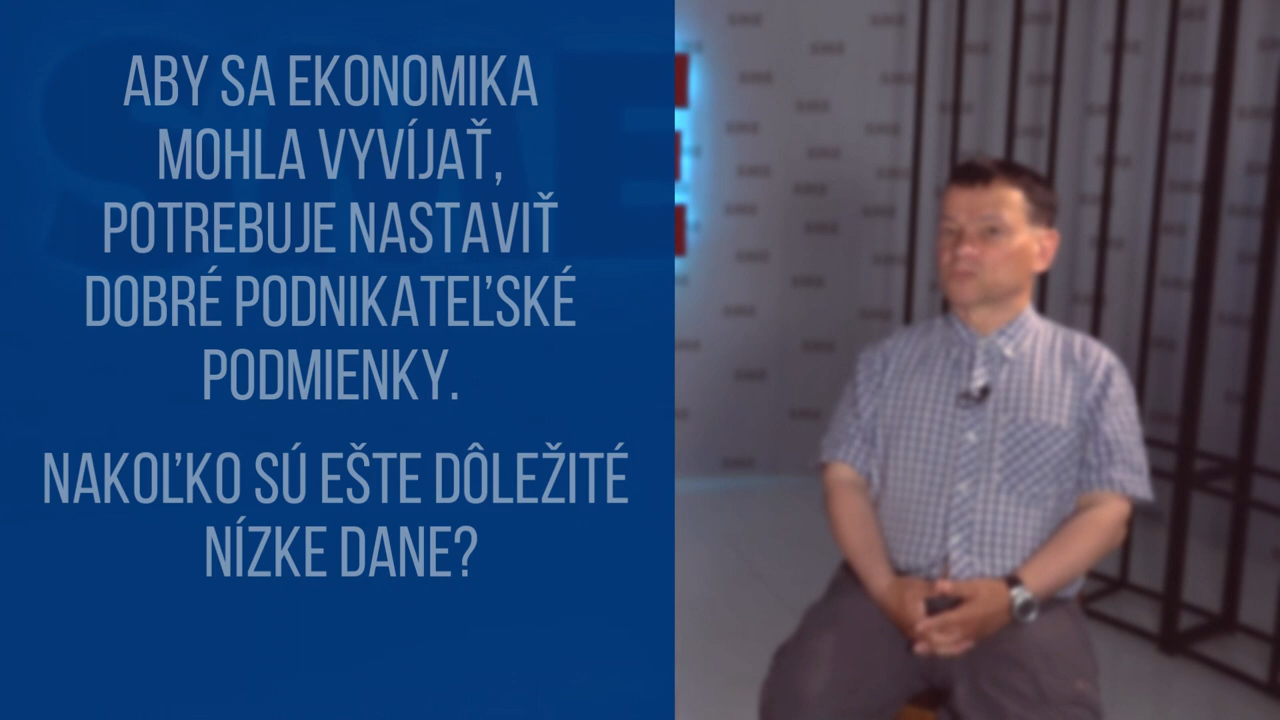 ABY SA EKONOMIKA
MOHLA VYVÍJAŤ,
POTREBUJE NASTAVIŤ
DOBRÉ PODNIKATEĽSKÉ
PODMIENKY.
NAKOĽKO SÚ EŠTE DÔLEŽITÉ
NÍZKE DANE?